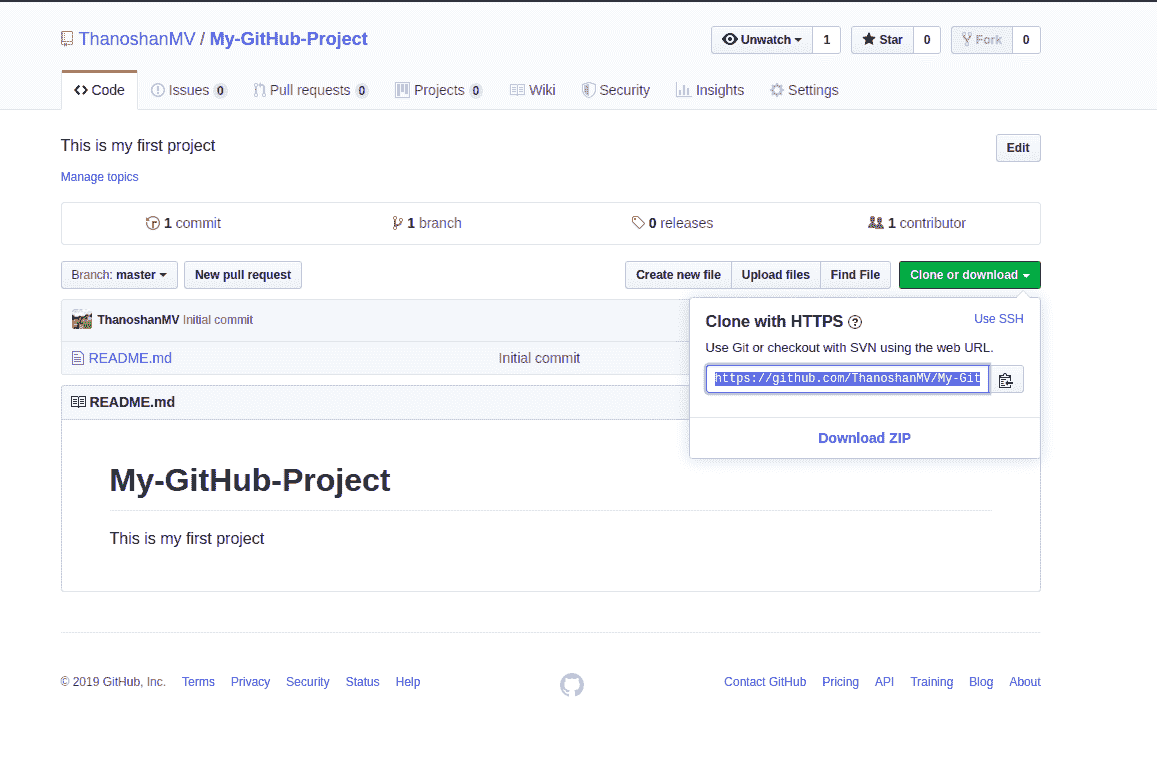 ThanoshanMV / My-GitHub-Project
Unwatch 1 Star 0 Fork 0
Code Issues 0 Pull requests 0 Projects 0 Wiki Security Insights Settings
This is my first project
Edit
Manage topics
1 commit 1 branch 0 releases 1 contributor
Branch: master New pull request Create new file Upload files Find File Clone or download
ThanoshanMV Initial commit
README.md Initial commit
Clone with HTTPS ? Use SSH
Use Git or checkout with SVN using the web URL.
https://github.com/ThanoshanMV/My-Git
Download ZIP
README.md
My-GitHub-Project
This is my first project
© 2019 GitHub, Inc. Terms Privacy Security Status Help Contact GitHub Pricing API Training Blog About